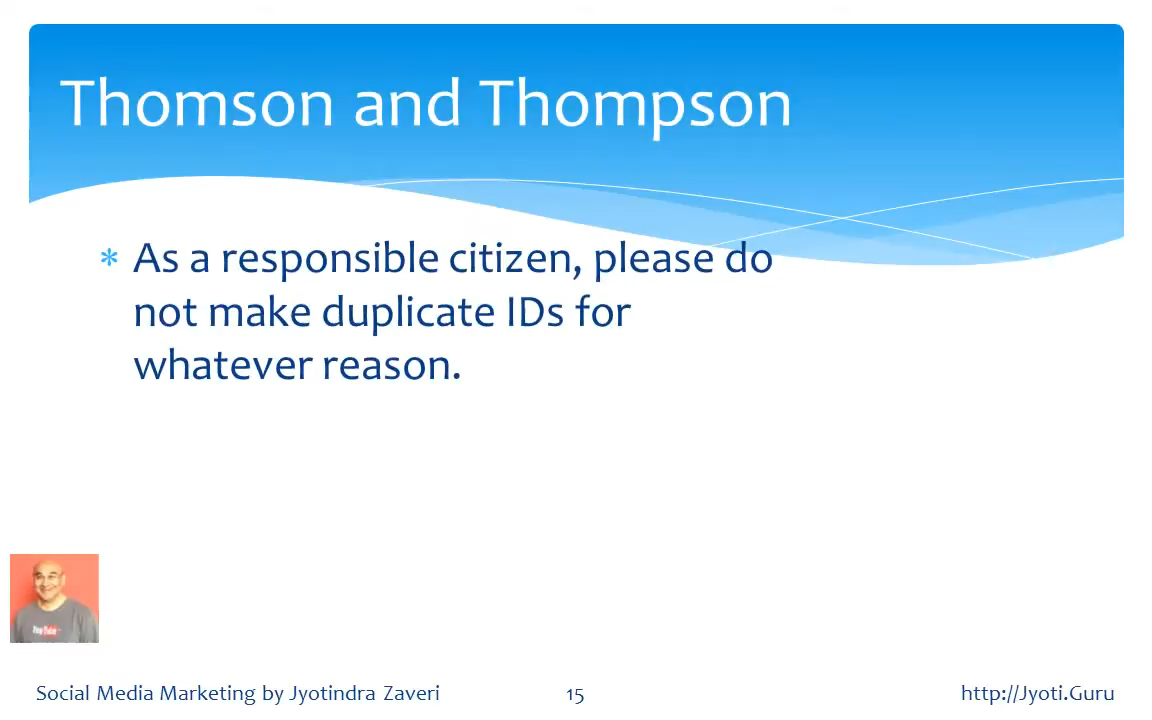 Thomson and Thompson
* As a responsible citizen, please do
not make duplicate IDs for
whatever reason.
YouTube
Social Media Marketing by Jyotindra Zaveri 15 http://Jyoti.Guru